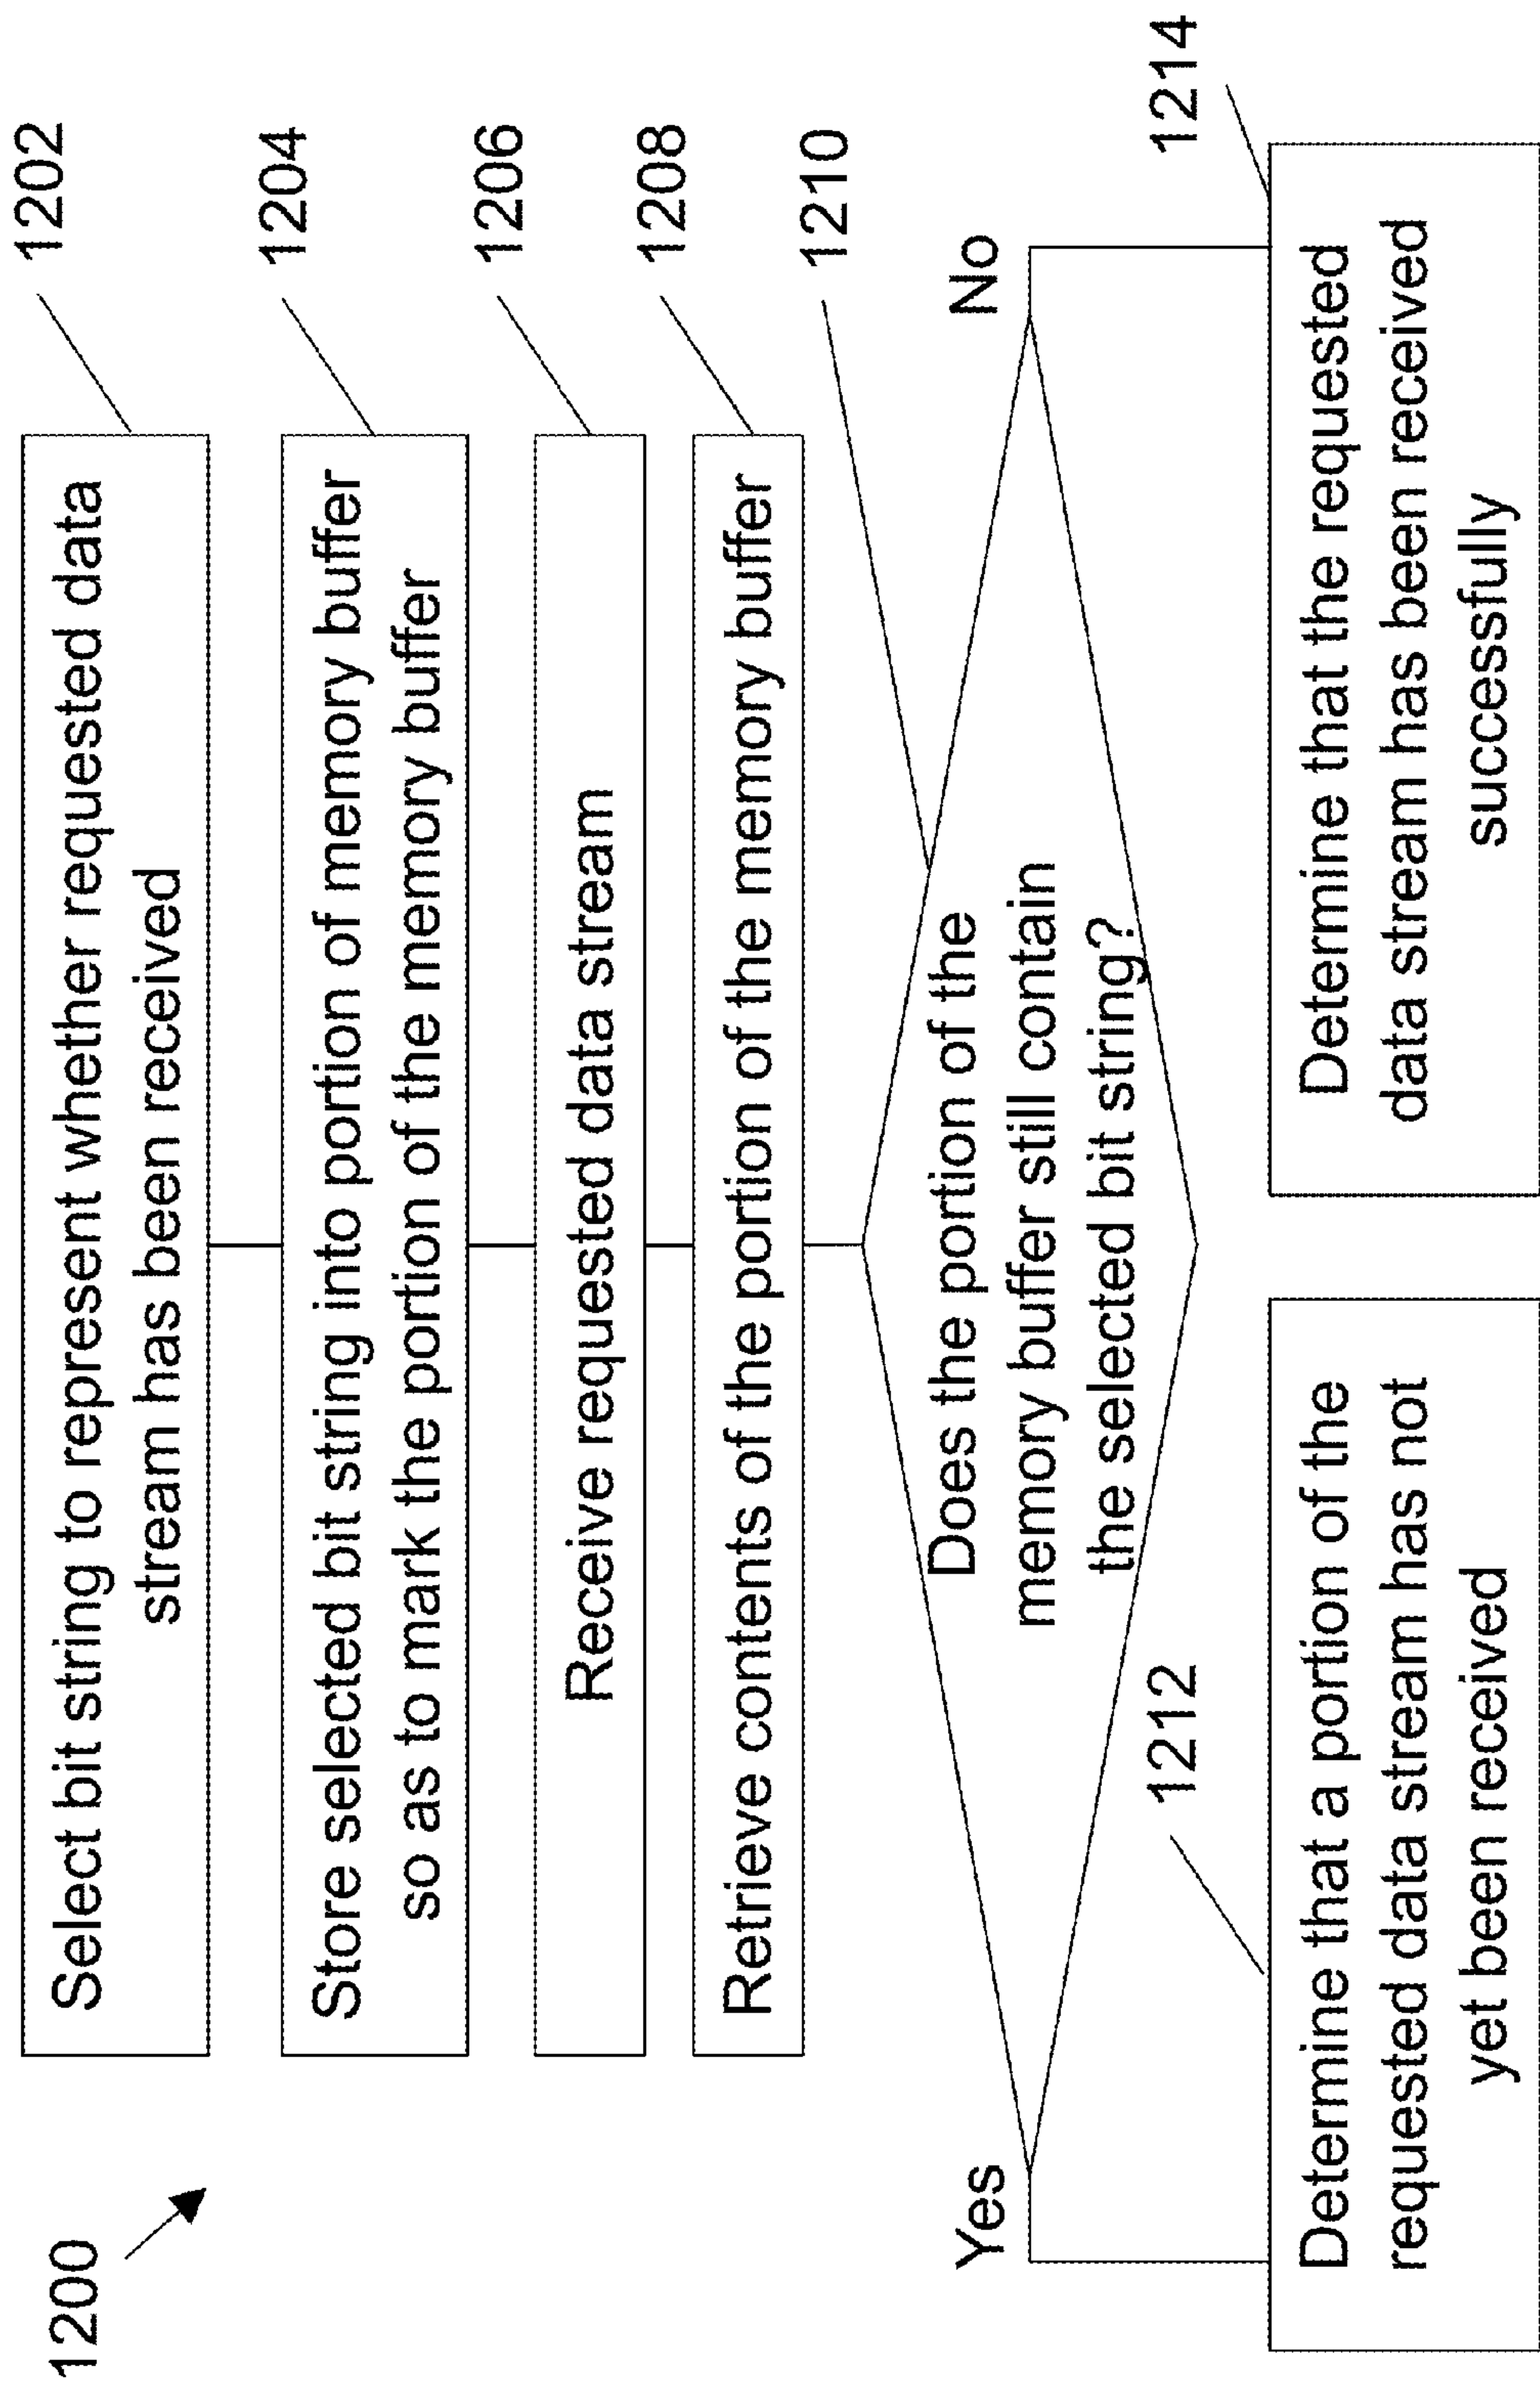 1200
Select bit string to represent whether requested data
stream has been received
1202
Store selected bit string into portion of memory buffer
so as to mark the portion of the memory buffer
1204
Receive requested data stream
1206
Retrieve contents of the portion of the memory buffer
1208
Does the portion of the
memory buffer still contain
the selected bit string?
1210
Yes
No
1212
Determine that a portion of the
requested data stream has not
yet been received
1214
Determine that the requested
data stream has been received
successfully